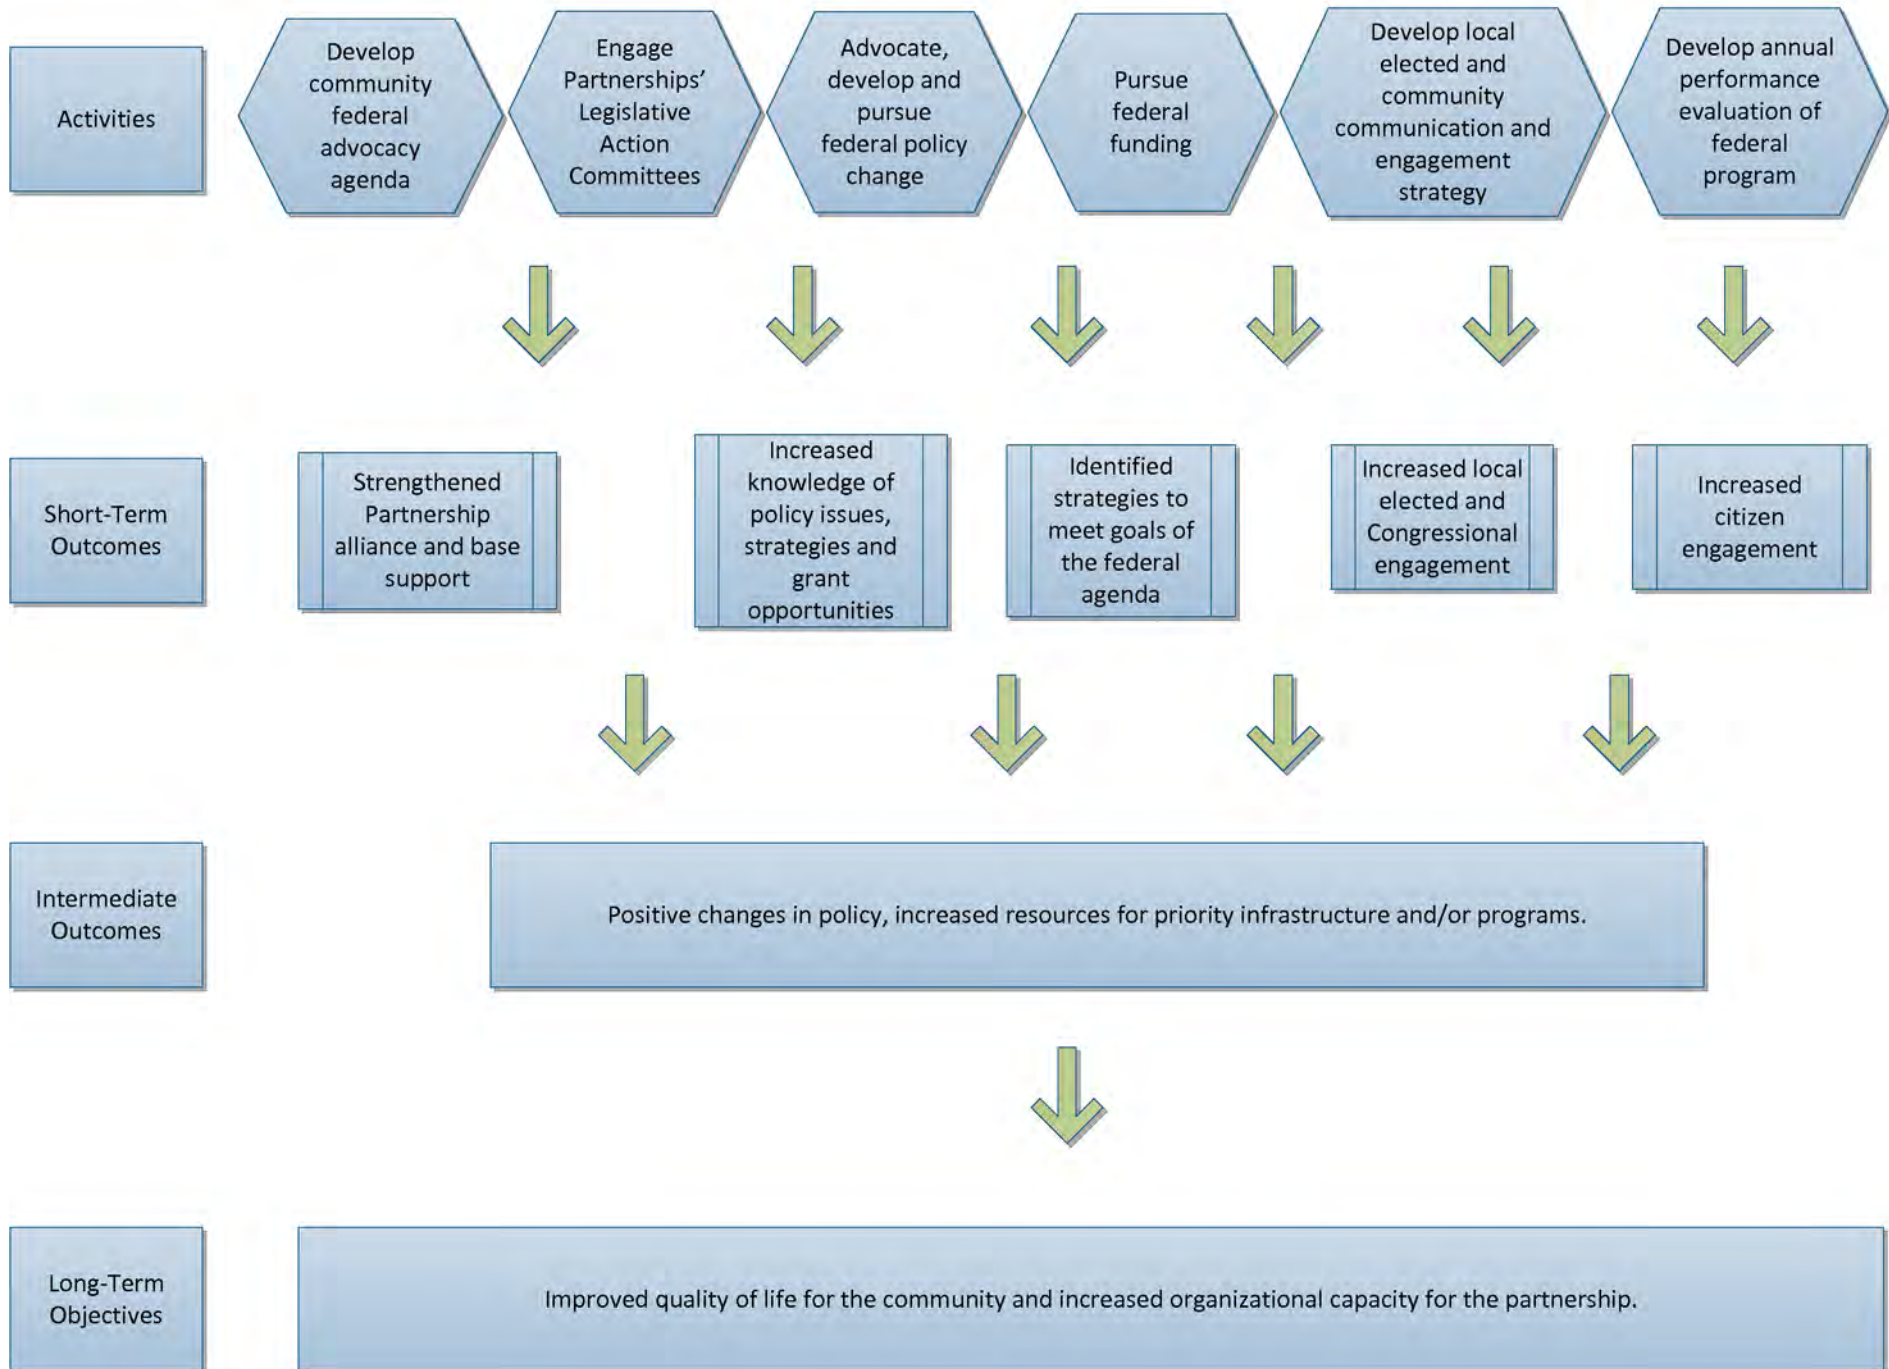 Activities
Develop
community
federal
advocacy
agenda
Engage
Partnerships’
Legislative
Action
Committees
Advocate,
develop and
pursue
federal policy
change
Pursue
federal
funding
Develop local
elected and
community
communication and
engagement
strategy
Develop annual
performance
evaluation of
federal
program
Short-Term
Outcomes
Strengthened
Partnership
alliance and base
support
Increased
knowledge of
policy issues,
strategies and
grant
opportunities
Identified
strategies to
meet goals of
the federal
agenda
Increased local
elected and
Congressional
engagement
Increased
citizen
engagement
Intermediate
Outcomes
Positive changes in policy, increased resources for priority infrastructure and/or programs.
Long-Term
Objectives
Improved quality of life for the community and increased organizational capacity for the partnership.